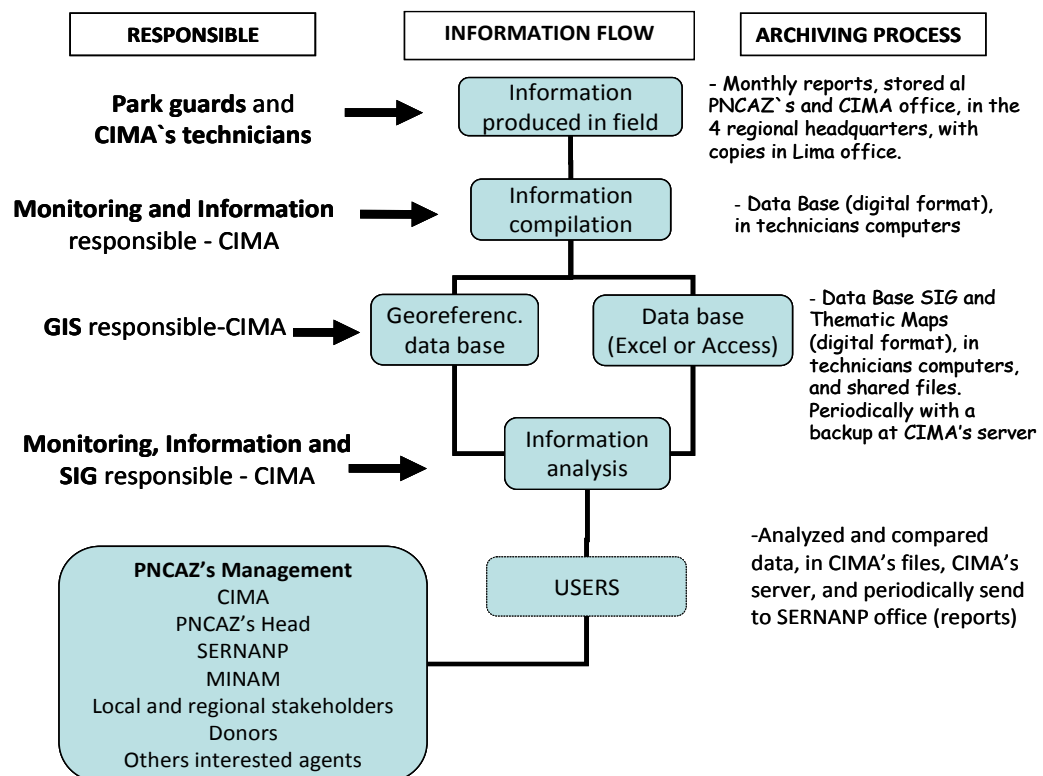 RESPONSIBLE
INFORMATION FLOW
ARCHIVING PROCESS
Park guards and
CIMA`s technicians
Information
produced in field
- Monthly reports, stored al
PNCAZ`s and CIMA office, in the
4 regional headquarters, with
copies in Lima office.
Monitoring and Information
responsible - CIMA
Information
compilation
- Data Base (digital format),
in technicians computers
GIS responsible-CIMA
Georeferenc.
data base
Data base
(Excel or Access)
- Data Base SIG and
Thematic Maps
(digital format), in
technicians computers,
and shared files.
Periodically with a
backup at CIMA's server
Monitoring, Information and
SIG responsible - CIMA
Information
analysis
-Analyzed and compared
data, in CIMA's files, CIMA's
server, and periodically send
to SERNANP office (reports)
USERS
PNCAZ's Management
CIMA
PNCAZ's Head
SERNANP
MINAM
Local and regional stakeholders
Donors
Others interested agents